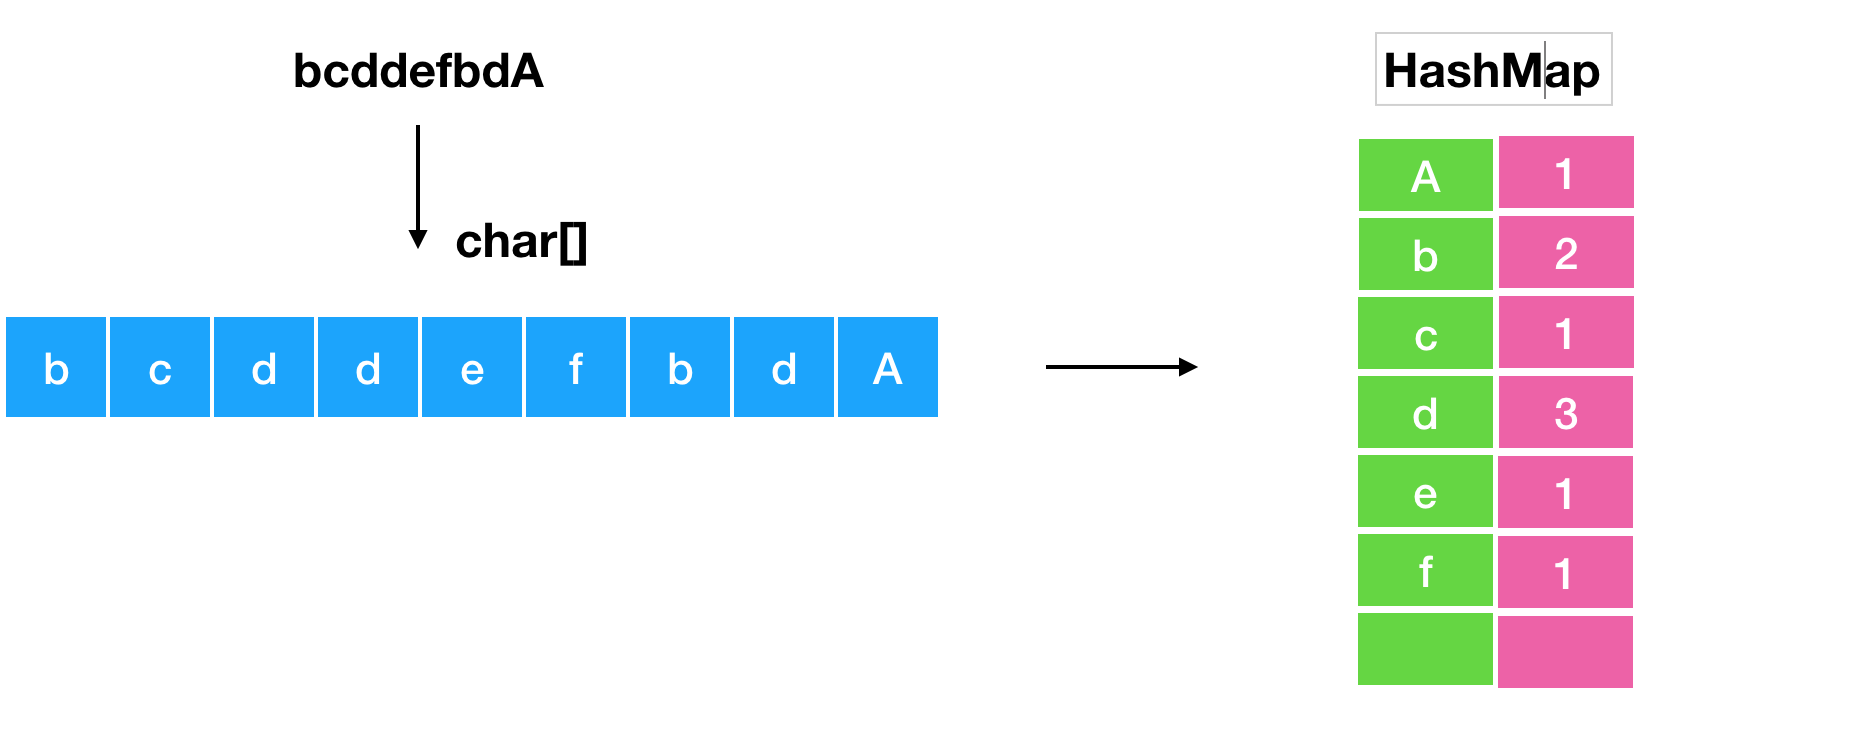 bcddefbdA
char[]
b c d d e f b d A
HashMap
A 1
b 2
c 1
d 3
e 1
f 1